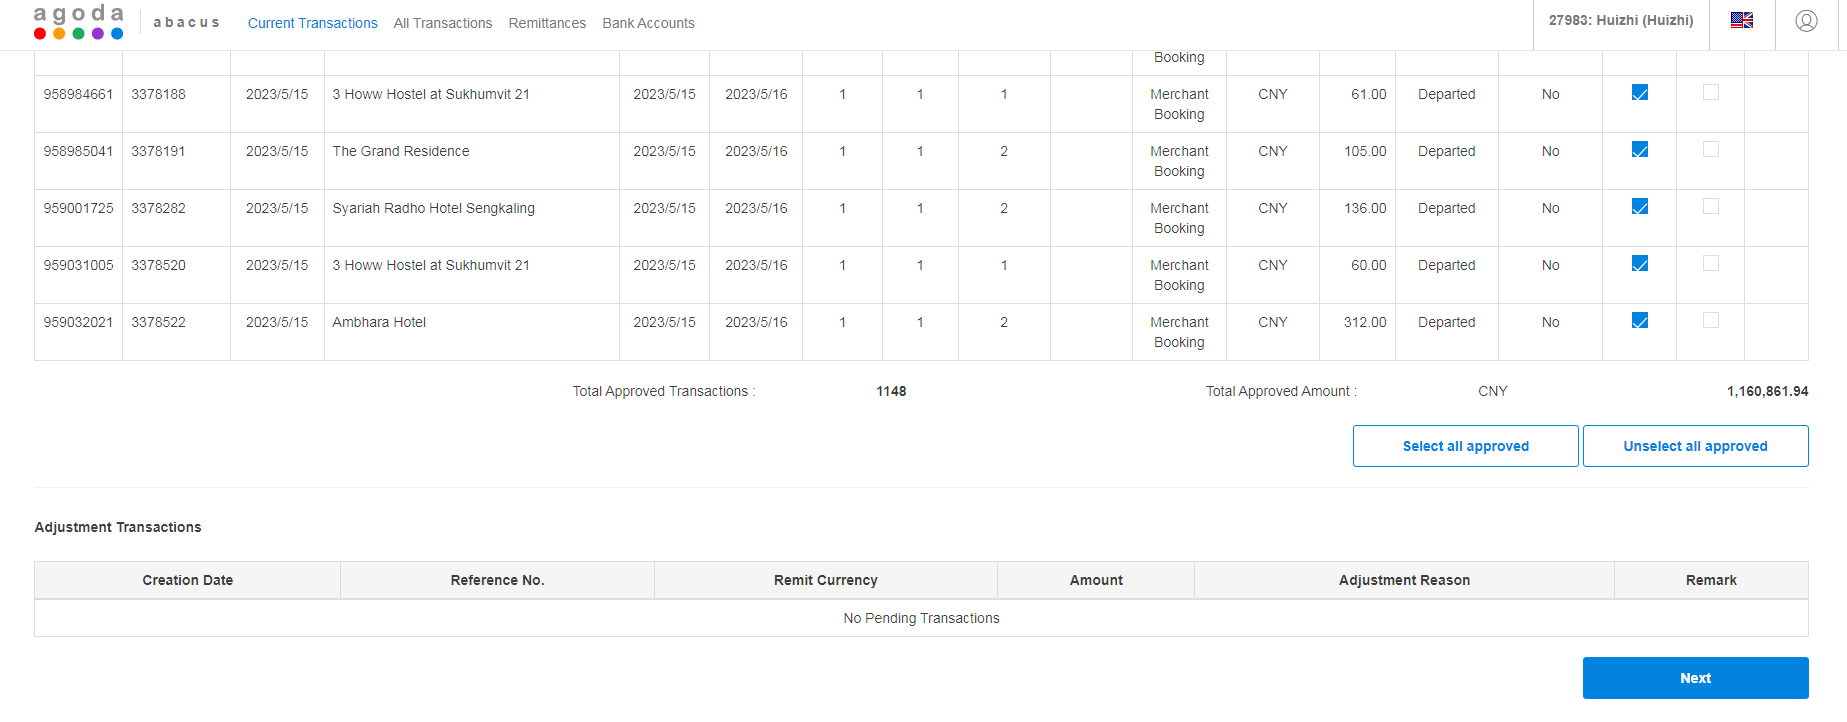 agoda
abacus
Current Transactions All Transactions Remittances Bank Accounts
27983: Huizhi (Huizhi)
Booking
958984661 3378188 2023/5/15 3 Howw Hostel at Sukhumvit 21 2023/5/15 2023/5/16 1 1 1 Merchant Booking CNY 61.00 Departed No
958985041 3378191 2023/5/15 The Grand Residence 2023/5/15 2023/5/16 1 1 2 Merchant Booking CNY 105.00 Departed No
959001725 3378282 2023/5/15 Syariah Radho Hotel Sengkaling 2023/5/15 2023/5/16 1 1 2 Merchant Booking CNY 136.00 Departed No
959031005 3378520 2023/5/15 3 Howw Hostel at Sukhumvit 21 2023/5/15 2023/5/16 1 1 1 Merchant Booking CNY 60.00 Departed No
959032021 3378522 2023/5/15 Ambhara Hotel 2023/5/15 2023/5/16 1 1 2 Merchant Booking CNY 312.00 Departed No
Total Approved Transactions : 1148 Total Approved Amount : CNY 1,160,861.94
Select all approved Unselect all approved
Adjustment Transactions
Creation Date Reference No. Remit Currency Amount Adjustment Reason Remark
No Pending Transactions
Next